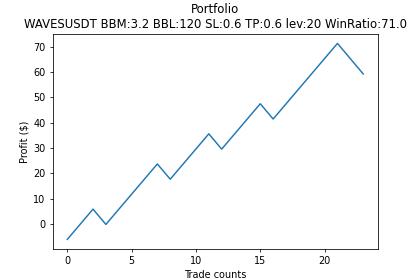 Portfolio
WAVESUSDT BBM:3.2 BBL:120 SL:0.6 TP:0.6 lev:20 WinRatio:71.0
70
60
50
40
30
20
10
0
Profit ($)
0 5 10 15 20
Trade counts